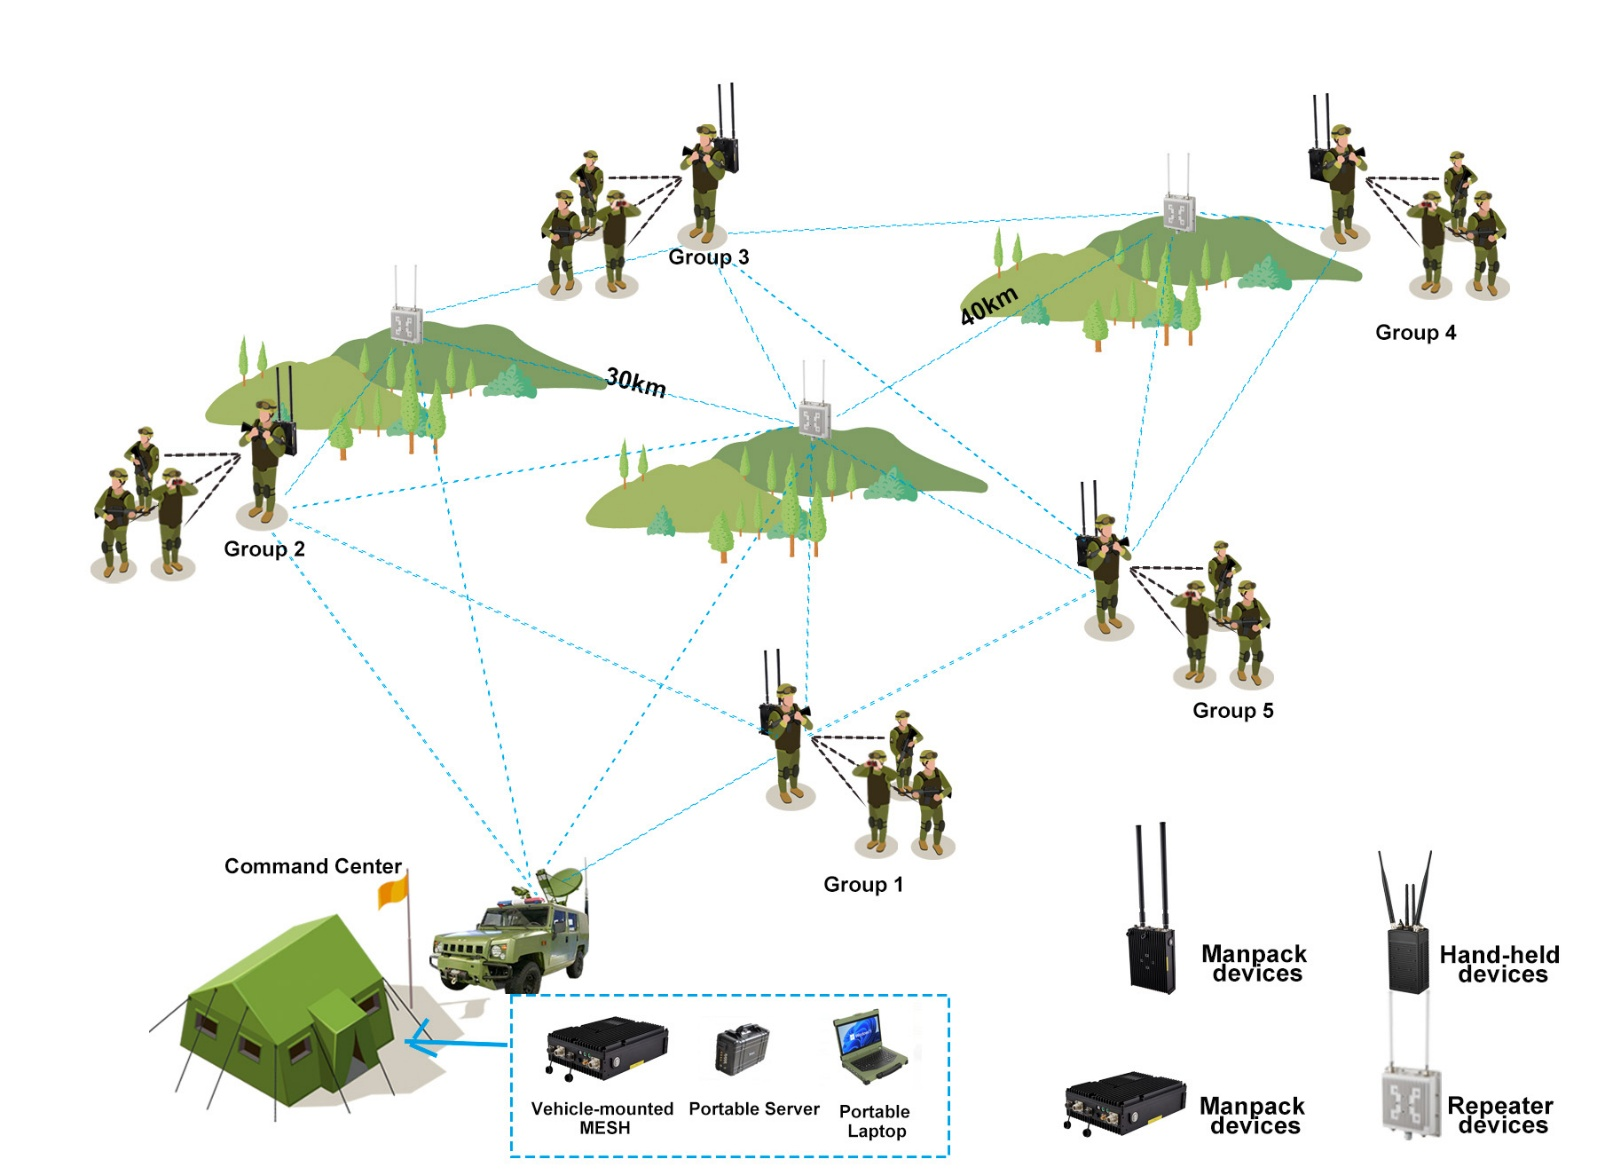 Group 3
40km
Group 4
30km
Group 2
Group 5
Command Center
Group 1
Manpack
devices
Hand-held
devices
Vehicle-mounted
MESH
Portable Server
Portable
Laptop
Manpack
devices
Repeater
devices